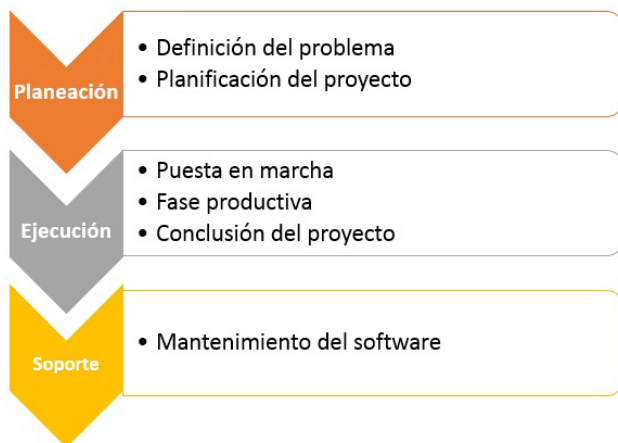 Planeación
• Definición del problema
• Planificación del proyecto
Ejecución
• Puesta en marcha
• Fase productiva
• Conclusión del proyecto
Soporte
• Mantenimiento del software